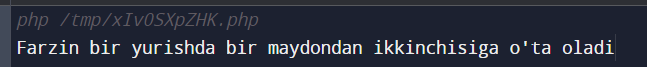 php /tmp/xIvOSXpZHK.php
Farzin bir yurishda bir maydondan ikkinchisiga o'ta oladi